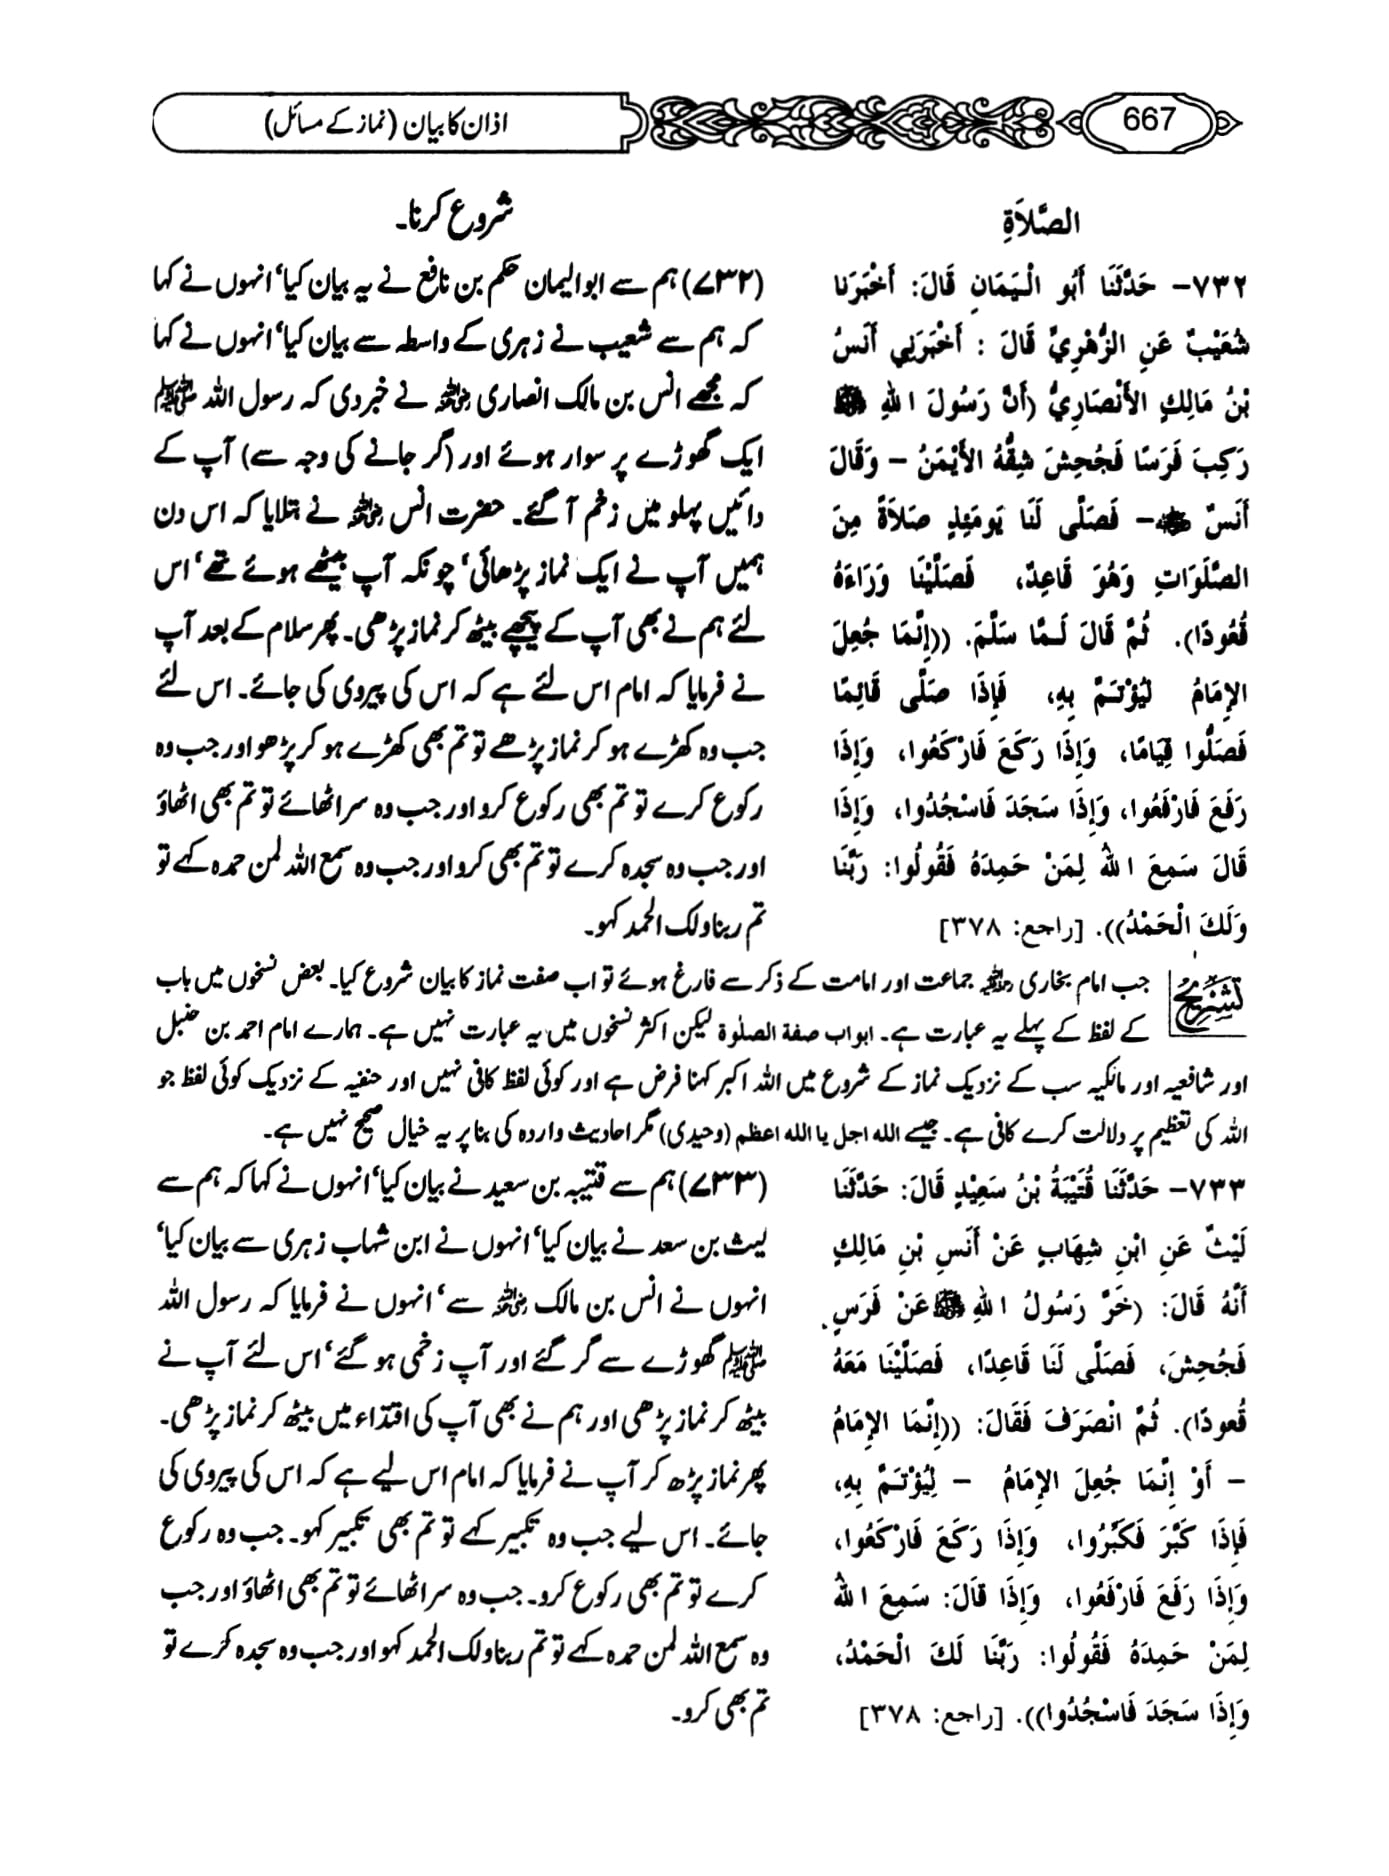 667
اذان کا بیان (نماز کے مسائل)
الصَّلاَةِ
٧٣٢- حَدَّثَنَا أَبُو الْيَمَانِ قَالَ: أَخْبَرَنَا
شُعَيْبٌ عَنِ الزُّهْرِيِّ قَالَ : أَخْبَرَنِي أَنَسُ
بْنُ مَالِكٍ الأَنْصَارِيُّ (أَنَّ رَسُولَ اللهِ ﷺ
رَكِبَ فَرَسًا فَجُحِشَ شِقُّهُ الأَيْمَنُ – وَقَالَ
أَنَسٌ ﷺ– فَصَلَّى لَنَا يَومَئِذٍ صَلاَةً مِنَ
الصَّلَوَاتِ وَهُوَ قَاعِدٌ، فَصَلَّيْنَا وَرَاءَهُ
قُعُودًا). ثُمَّ قَالَ لَـمَّا سَلَّمَ. ((إِنَّمَا جُعِلَ
الإِمَامُ لِيُؤْتَمَّ بِهِ، فَإِذَا صَلَّى قَائِمًا
فَصَلُّوا قِيَامًا، وَإِذَا رَكَعَ فَارْكَعُوا، وَإِذَا
رَفَعَ فَارْفَعُوا، وَإِذَا سَجَدَ فَاسْجُدُوا، وَإِذَا
قَالَ سَمِعَ اللهُ لِمَنْ حَمِدَهُ فَقُولُوا: رَبَّنَا
وَلَكَ الْحَمْدُ)). [راجع: ٣٧٨]
شروع کرنا۔
(۷۳۲) ہم سے ابوالیمان حکم بن نافع نے یہ بیان کیا‘ انہوں نے کہا
کہ ہم سے شعیب نے زہری کے واسطہ سے بیان کیا‘ انہوں نے کہا
کہ مجھے انس بن مالک انصاری رضی اللہ عنہ نے خبر دی کہ رسول اللہ ﷺ
ایک گھوڑے پر سوار ہوئے اور (گر جانے کی وجہ سے) آپ کے
دائیں پہلو میں زخم آ گئے۔ حضرت انس رضی اللہ عنہ نے بتلایا کہ اس دن
ہمیں آپ نے ایک نماز پڑھائی‘ چونکہ آپ بیٹھے ہوئے تھے‘ اس
لئے ہم نے بھی آپ کے پیچھے بیٹھ کر نماز پڑھی۔ پھر سلام کے بعد آپ
نے فرمایا کہ امام اس لئے ہے کہ اس کی پیروی کی جائے۔ اس لئے
جب وہ کھڑے ہو کر نماز پڑھے تو تم بھی کھڑے ہو کر پڑھو اور جب وہ
رکوع کرے تو تم بھی رکوع کرو اور جب وہ سر اٹھائے تو تم بھی اٹھاؤ
اور جب وہ سجدہ کرے تو تم بھی کرو اور جب وہ سمع اللہ لمن حمدہ کہے تو
تم ربنا ولک الحمد کہو۔
تشریح جب امام بخاری رحمۃ اللہ علیہ جماعت اور امامت کے ذکر سے فارغ ہوئے تو اب صفت نماز کا بیان شروع کیا۔ بعض نسخوں میں باب
کے لفظ کے پہلے یہ عبارت ہے۔ ابواب صفة الصلوة لیکن اکثر نسخوں میں یہ عبارت نہیں ہے۔ ہمارے امام احمد بن حنبل
اور شافعیہ اور مالکیہ سب کے نزدیک نماز کے شروع میں اللہ اکبر کہنا فرض ہے اور کوئی لفظ کافی نہیں اور حنفیہ کے نزدیک کوئی لفظ جو
اللہ کی تعظیم پر دلالت کرے کافی ہے۔ جیسے الله اجل یا الله اعظم (وحیدی) مگر احادیث واردہ کی بنا پر یہ خیال صحیح نہیں ہے۔
٧٣٣- حَدَّثَنَا قُتَيْبَةُ بْنُ سَعِيْدٍ قَالَ: حَدَّثَنَا
لَيْثٌ عَنِ ابْنِ شِهَابٍ عَنْ أَنَسِ بْنِ مَالِكٍ
أَنَّهُ قَالَ: (خَرَّ رَسُولُ اللهِ ﷺ عَنْ فَرَسٍ
فَجُحِشَ، فَصَلَّى لَنَا قَاعِدًا، فَصَلَّيْنَا مَعَهُ
قُعودًا). ثُمَّ انْصَرَفَ فَقَالَ: ((إِنَّمَا الإِمَامُ
– أَوْ إِنَّمَا جُعِلَ الإِمَامُ – لِيُؤْتَمَّ بِهِ،
فَإِذَا كَبَّرَ فَكَبِّرُوا، وَإِذَا رَكَعَ فَارْكَعُوا،
وَإِذَا رَفَعَ فَارْفَعُوا، وَإِذَا قَالَ: سَمِعَ اللهُ
لِمَنْ حَمِدَهُ فَقُولُوا: رَبَّنَا لَكَ الْحَمْدُ،
وَإِذَا سَجَدَ فَاسْجُدُوا)). [راجع: ٣٧٨]
(۷۳۳) ہم سے قتیبہ بن سعید نے بیان کیا‘ انہوں نے کہا کہ ہم سے
لیث بن سعد نے بیان کیا‘ انہوں نے ابن شہاب زہری سے بیان کیا‘
انہوں نے انس بن مالک رضی اللہ عنہ سے‘ انہوں نے فرمایا کہ رسول اللہ
ﷺ گھوڑے سے گر گئے اور آپ زخمی ہو گئے‘ اس لئے آپ نے
بیٹھ کر نماز پڑھی اور ہم نے بھی آپ کی اقتداء میں بیٹھ کر نماز پڑھی۔
پھر نماز پڑھ کر آپ نے فرمایا کہ امام اس لیے ہے کہ اس کی پیروی کی
جائے۔ اس لیے جب وہ تکبیر کہے تو تم بھی تکبیر کہو۔ جب وہ رکوع
کرے تو تم بھی رکوع کرو۔ جب وہ سر اٹھائے تو تم بھی اٹھاؤ اور جب
وہ سمع اللہ لمن حمدہ کہے تو تم ربنا ولک الحمد کہو اور جب وہ سجدہ کرے تو
تم بھی کرو۔